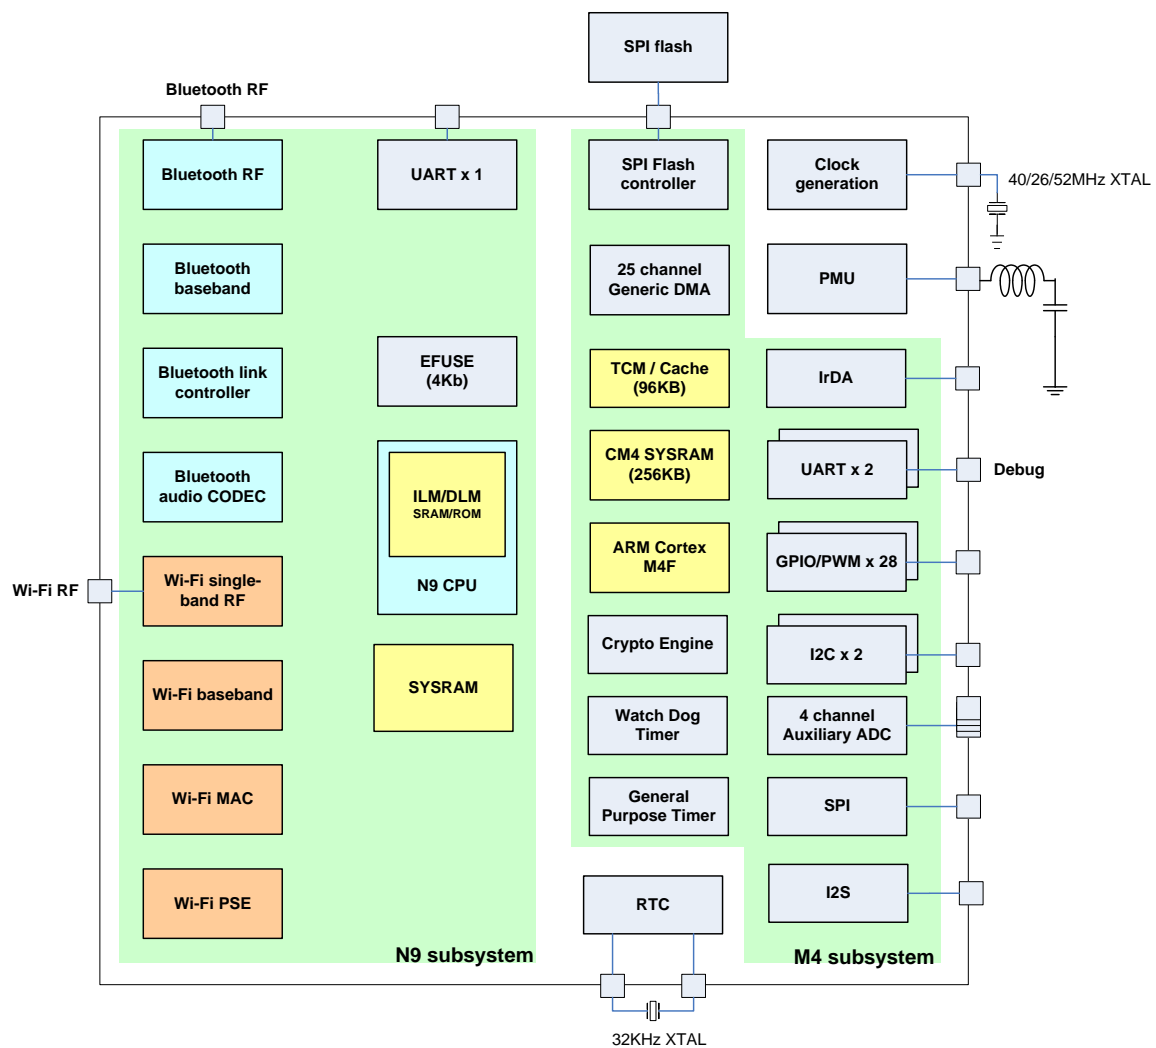 SPI flash
Bluetooth RF
Bluetooth RF
UART x 1
SPI Flash
controller
Clock
generation
40/26/52MHz XTAL
Bluetooth
baseband
25 channel
Generic DMA
PMU
Bluetooth link
controller
EFUSE
(4Kb)
TCM / Cache
(96KB)
IrDA
Bluetooth
audio CODEC
ILM/DLM
SRAM/ROM
N9 CPU
CM4 SYSRAM
(256KB)
UART x 2
Debug
Wi-Fi RF
Wi-Fi single-
band RF
ARM Cortex
M4F
GPIO/PWM x 28
Wi-Fi baseband
SYSRAM
Crypto Engine
I2C x 2
Watch Dog
Timer
4 channel
Auxiliary ADC
Wi-Fi MAC
General
Purpose Timer
SPI
Wi-Fi PSE
RTC
I2S
N9 subsystem
M4 subsystem
32KHz XTAL